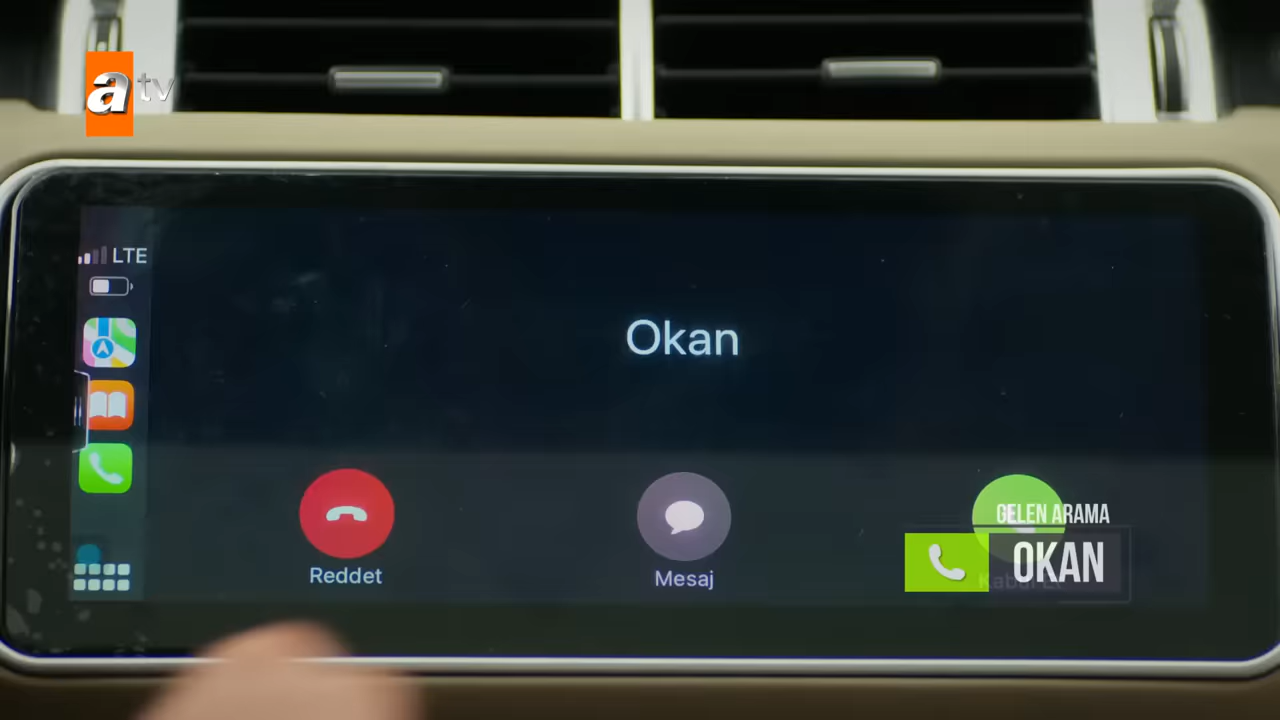 atv
LTE
Okan
Reddet
Mesaj
GELEN ARAMA
OKAN